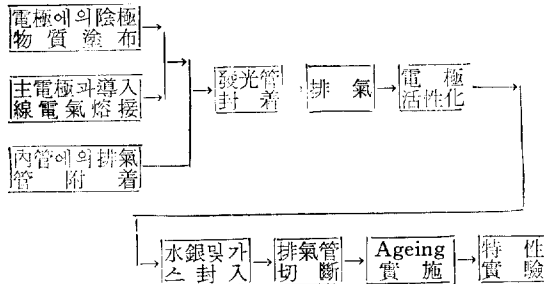 電極에의陰極
物質塗布
主電極과導入
線電氣熔接
內管에의排氣
管附着
發光管
封着
排氣
電極
活性化
水銀및가
스封入
排氣管
切斷
Ageing
實施
特性
實驗